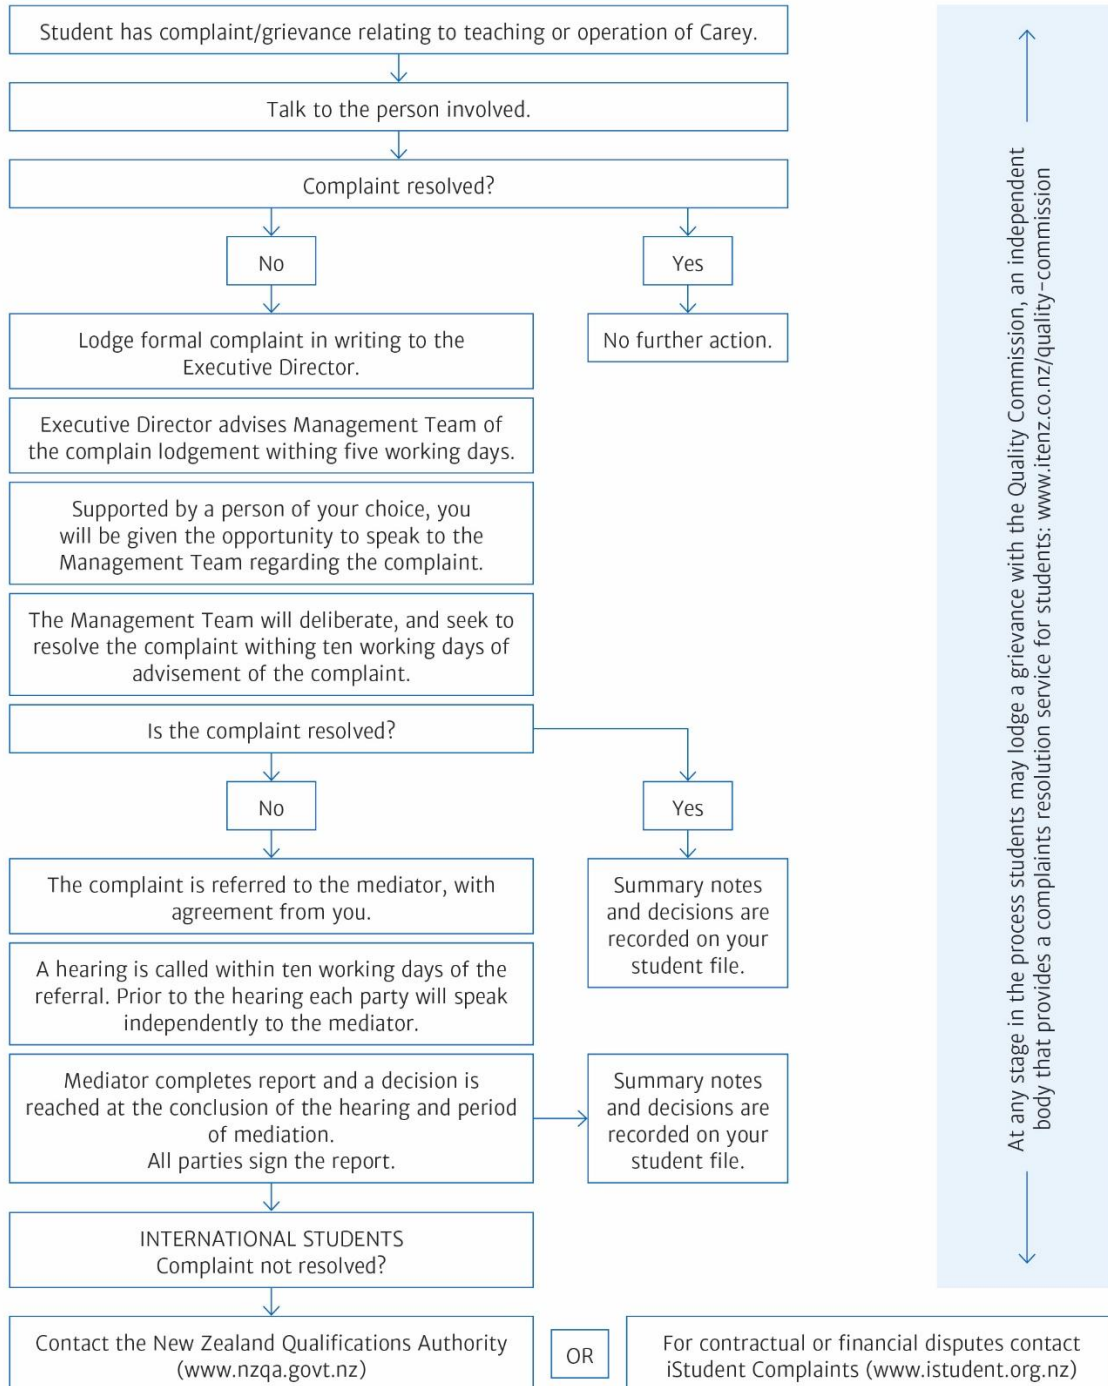 Student has complaint/grievance relating to teaching or operation of Carey.
Talk to the person involved.
Complaint resolved?
No
Yes
Lodge formal complaint in writing to the
Executive Director.
No further action.
Executive Director advises Management Team of
the complain lodgement withing five working days.
Supported by a person of your choice, you
will be given the opportunity to speak to the
Management Team regarding the complaint.
The Management Team will deliberate, and seek to
resolve the complaint withing ten working days of
advisement of the complaint.
Is the complaint resolved?
No
Yes
The complaint is referred to the mediator, with
agreement from you.
Summary notes
and decisions are
recorded on your
student file.
A hearing is called within ten working days of the
referral. Prior to the hearing each party will speak
independently to the mediator.
Mediator completes report and a decision is
reached at the conclusion of the hearing and period
of mediation.
All parties sign the report.
Summary notes
and decisions are
recorded on your
student file.
INTERNATIONAL STUDENTS
Complaint not resolved?
Contact the New Zealand Qualifications Authority
(www.nzqa.govt.nz)
OR
For contractual or financial disputes contact
iStudent Complaints (www.istudent.org.nz)
At any stage in the process students may lodge a grievance with the Quality Commission, an independent
body that provides a complaints resolution service for students: www.itenz.co.nz/quality-commission